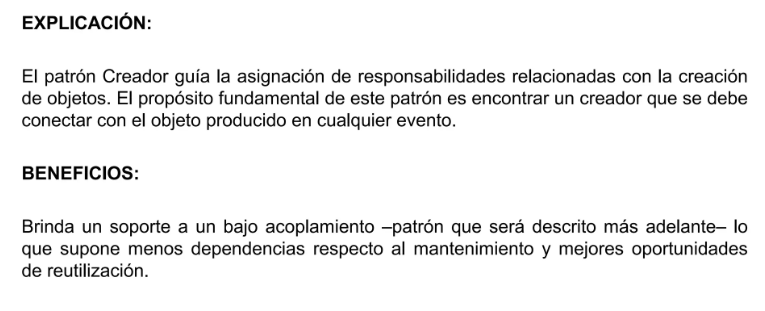 EXPLICACIÓN:
El patrón Creador guía la asignación de responsabilidades relacionadas con la creación
de objetos. El propósito fundamental de este patrón es encontrar un creador que se debe
conectar con el objeto producido en cualquier evento.
BENEFICIOS:
Brinda un soporte a un bajo acoplamiento –patrón que será descrito más adelante– lo
que supone menos dependencias respecto al mantenimiento y mejores oportunidades
de reutilización.